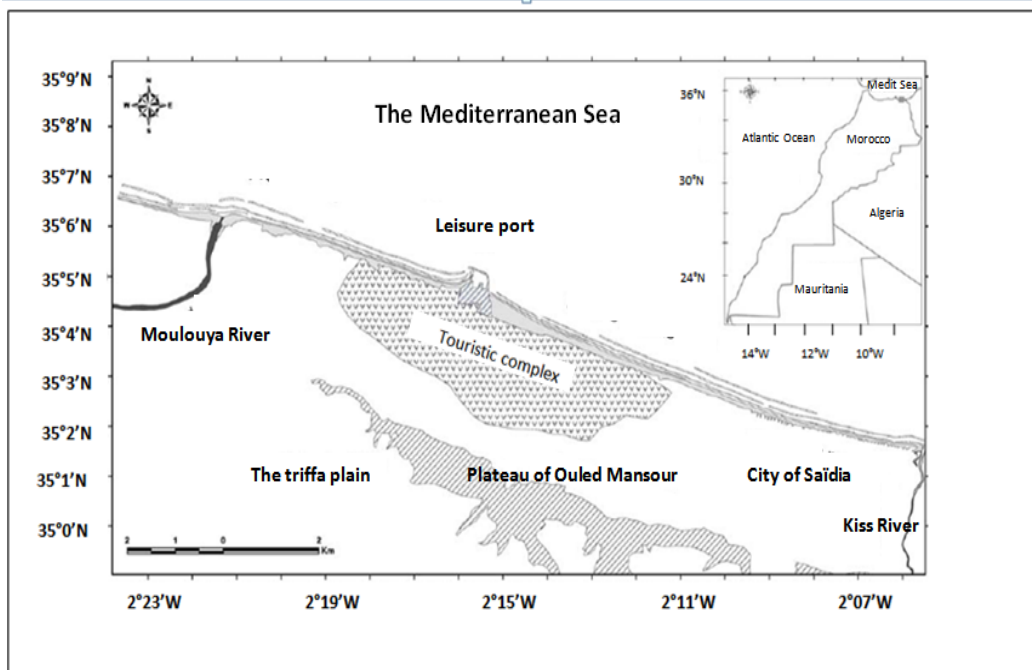 35°9'N
N
W E
S
35°8'N
The Mediterranean Sea
35°7'N
35°6'N
Leisure port
35°5'N
35°4'N
Moulouya River
Touristic complex
35°3'N
35°2'N
The triffa plain
Plateau of Ouled Mansour
City of Saïdia
35°1'N
35°0'N
Kiss River
2 1 0 2
Km
2°23'W 2°19'W 2°15'W 2°11'W 2°07'W
Medit Sea
36°N
Atlantic Ocean
Morocco
30°N
Algeria
24°N
Mauritania
14°W 12°W 10°W